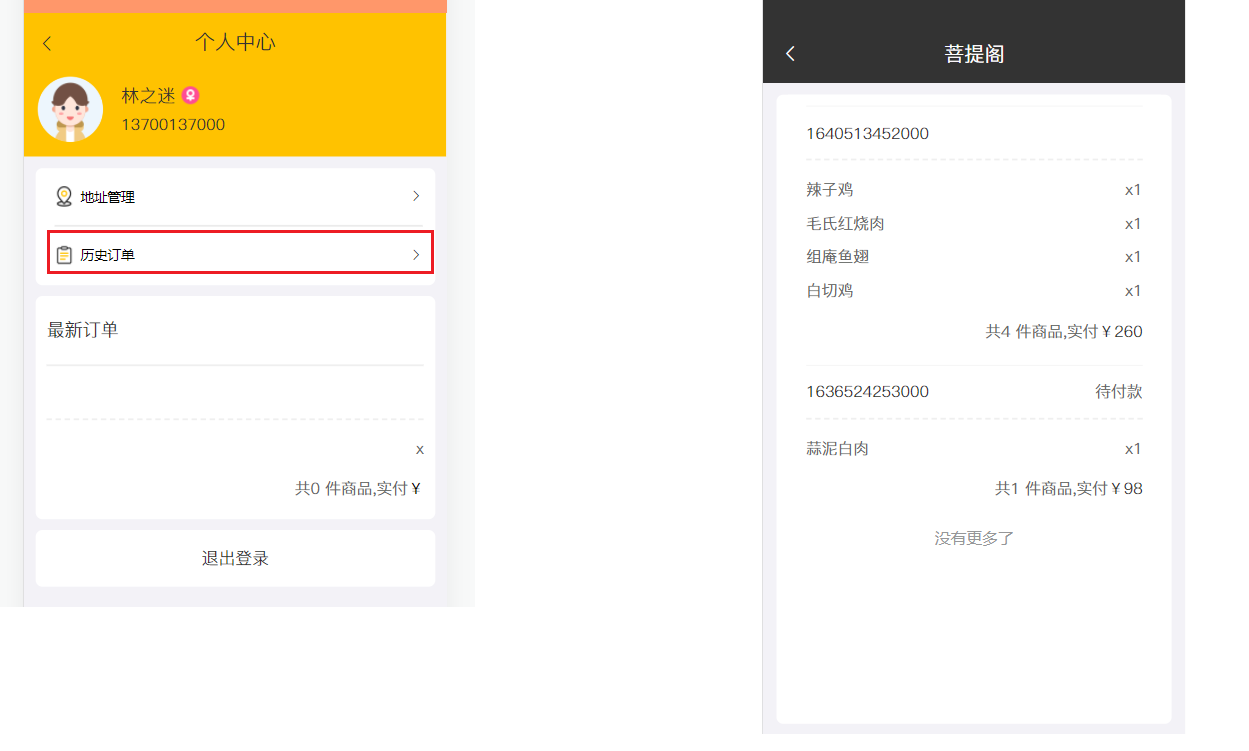 个人中心
林之迷
13700137000
地址管理
历史订单
最新订单
x
共0 件商品,实付 ¥
退出登录
菩提阁
1640513452000
辣子鸡 x1
毛氏红烧肉 x1
组庵鱼翅 x1
白切鸡 x1
共4 件商品,实付 ¥ 260
1636524253000 待付款
蒜泥白肉 x1
共1 件商品,实付 ¥ 98
没有更多了